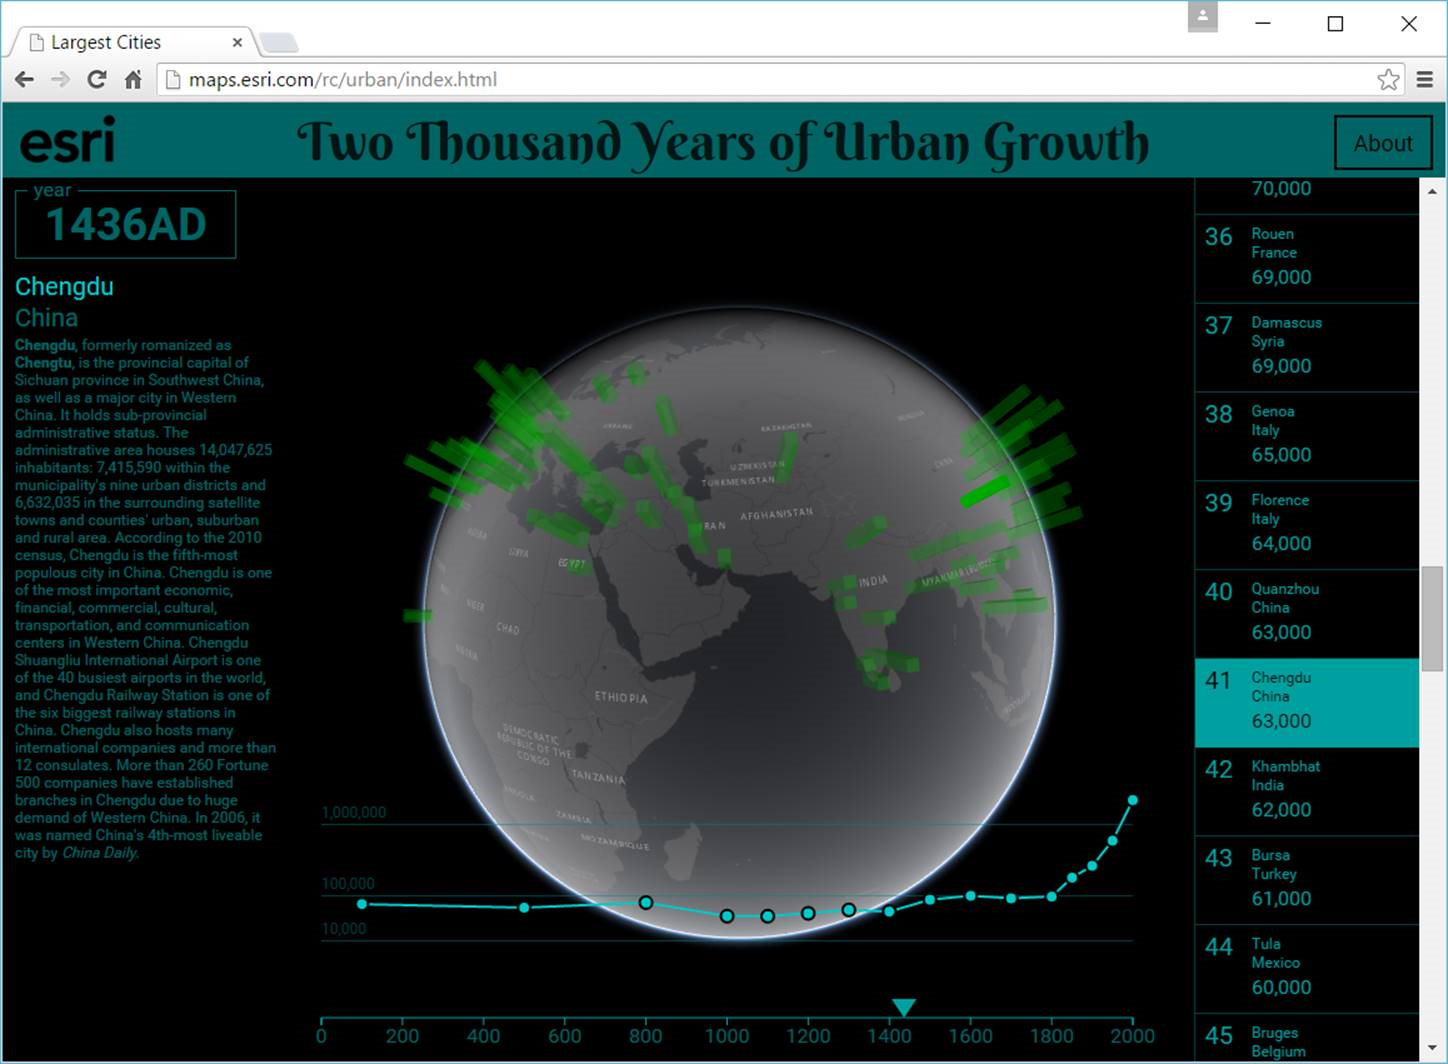 Largest Cities
maps.esri.com/rc/urban/index.html
esri
Two Thousand Years of Urban Growth
About
year
1436AD
Chengdu
China
Chengdu, formerly romanized as
Chengtu, is the provincial capital of
Sichuan province in Southwest China,
as well as a major city in Western
China. It holds sub-provincial
administrative status. The
administrative area houses 14,047,625
inhabitants: 7,415,590 within the
municipality's nine urban districts and
6,632,035 in the surrounding satellite
towns and counties' urban, suburban
and rural area. According to the 2010
census, Chengdu is the fifth-most
populous city in China. Chengdu is one
of the most important economic,
financial, commercial, cultural,
transportation, and communication
centers in Western China. Chengdu
Shuangliu International Airport is one
of the 40 busiest airports in the world,
and Chengdu Railway Station is one of
the six biggest railway stations in
China. Chengdu also hosts many
international companies and more than
12 consulates. More than 260 Fortune
500 companies have established
branches in Chengdu due to huge
demand of Western China. In 2006, it
was named China's 4th-most liveable
city by China Daily.
UKRAINE
KAZAKHSTAN
MONGOLIA
UZBEKISTAN
TURKMENISTAN
CHINA
AFGHANISTAN
IRAN
LIBYA
EGYPT
INDIA
NIGER
CHAD
ETHIOPIA
DEMOCRATIC
REPUBLIC OF THE
CONGO
TANZANIA
ANGOLA
ZAMBIA
MOZAMBIQUE
1,000,000
100,000
10,000
0 200 400 600 800 1000 1200 1400 1600 1800 2000
70,000
36
Rouen
France
69,000
37
Damascus
Syria
69,000
38
Genoa
Italy
65,000
39
Florence
Italy
64,000
40
Quanzhou
China
63,000
41
Chengdu
China
63,000
42
Khambhat
India
62,000
43
Bursa
Turkey
61,000
44
Tula
Mexico
60,000
45
Bruges
Belgium